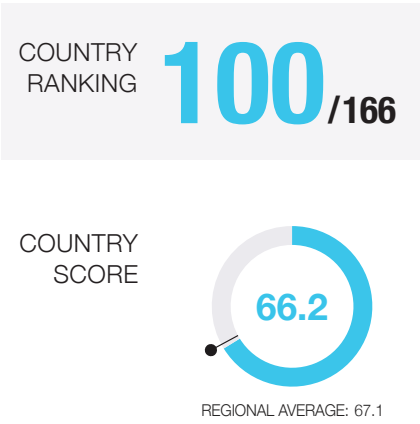 COUNTRY
RANKING
100/166
COUNTRY
SCORE
66.2
REGIONAL AVERAGE: 67.1